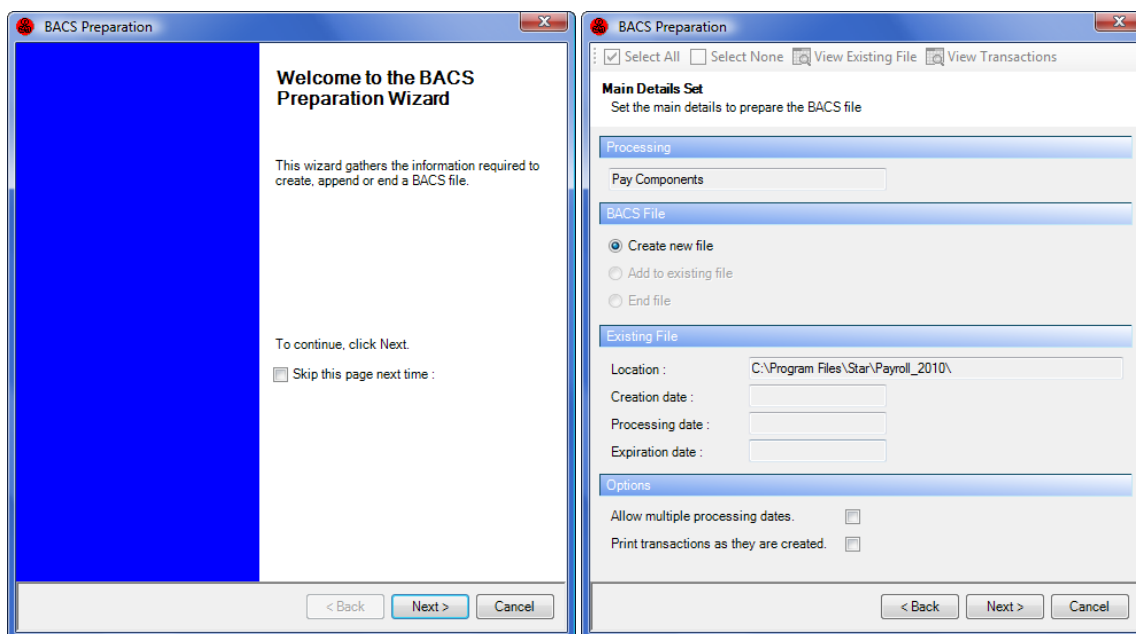 BACS Preparation
Welcome to the BACS
Preparation Wizard
This wizard gathers the information required to
create, append or end a BACS file.
To continue, click Next.
Skip this page next time :
< Back Next > Cancel
BACS Preparation
Select All Select None View Existing File View Transactions
Main Details Set
Set the main details to prepare the BACS file
Processing
Pay Components
BACS File
Create new file
Add to existing file
End file
Existing File
Location : C:\Program Files\Star\Payroll_2010\
Creation date :
Processing date :
Expiration date :
Options
Allow multiple processing dates.
Print transactions as they are created.
< Back Next > Cancel